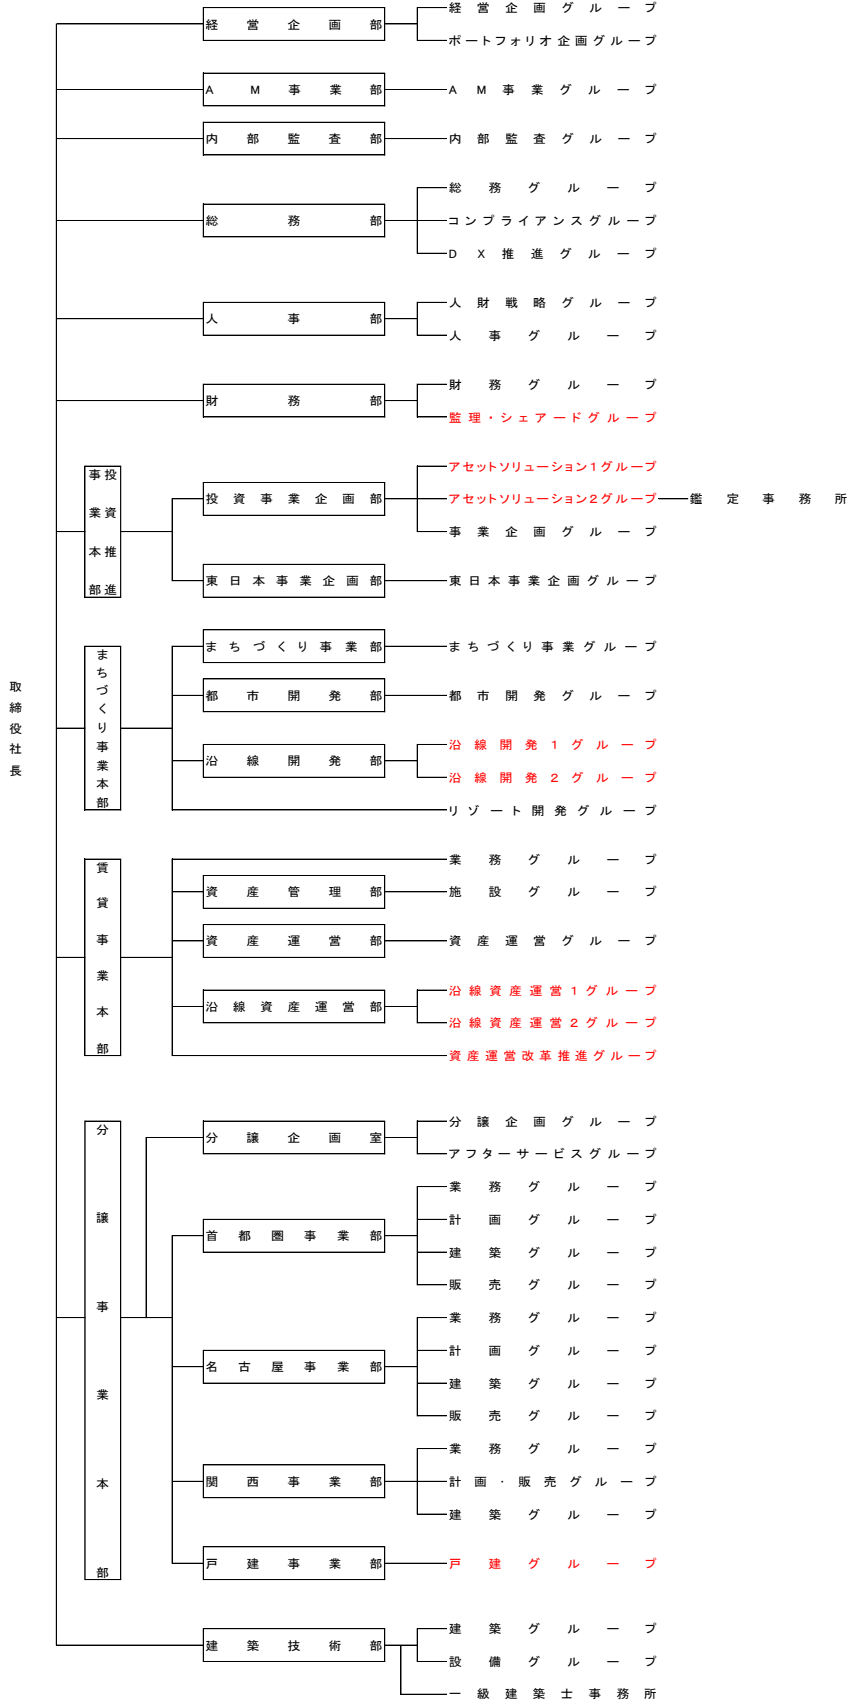 取締役社長
経営企画部
経営企画グループ
ポートフォリオ企画グループ
AM事業部
AM事業グループ
内部監査部
内部監査グループ
総務部
総務グループ
コンプライアンスグループ
DX推進グループ
人事部
人財戦略グループ
人事グループ
財務部
財務グループ
監理・シェアードグループ
投資推進
事業本部
投資事業企画部
アセットソリューション1グループ
アセットソリューション2グループ
鑑定事務所
事業企画グループ
東日本事業企画部
東日本事業企画グループ
まちづくり事業本部
まちづくり事業部
まちづくり事業グループ
都市開発部
都市開発グループ
沿線開発部
沿線開発1グループ
沿線開発2グループ
リゾート開発グループ
賃貸事業本部
業務グループ
資産管理部
施設グループ
資産運営部
資産運営グループ
沿線資産運営部
沿線資産運営1グループ
沿線資産運営2グループ
資産運営改革推進グループ
分譲事業本部
分譲企画室
分譲企画グループ
アフターサービスグループ
首都圏事業部
業務グループ
計画グループ
建築グループ
販売グループ
名古屋事業部
業務グループ
計画グループ
建築グループ
販売グループ
関西事業部
業務グループ
計画・販売グループ
建築グループ
戸建事業部
戸建グループ
建築技術部
建築グループ
設備グループ
一級建築士事務所